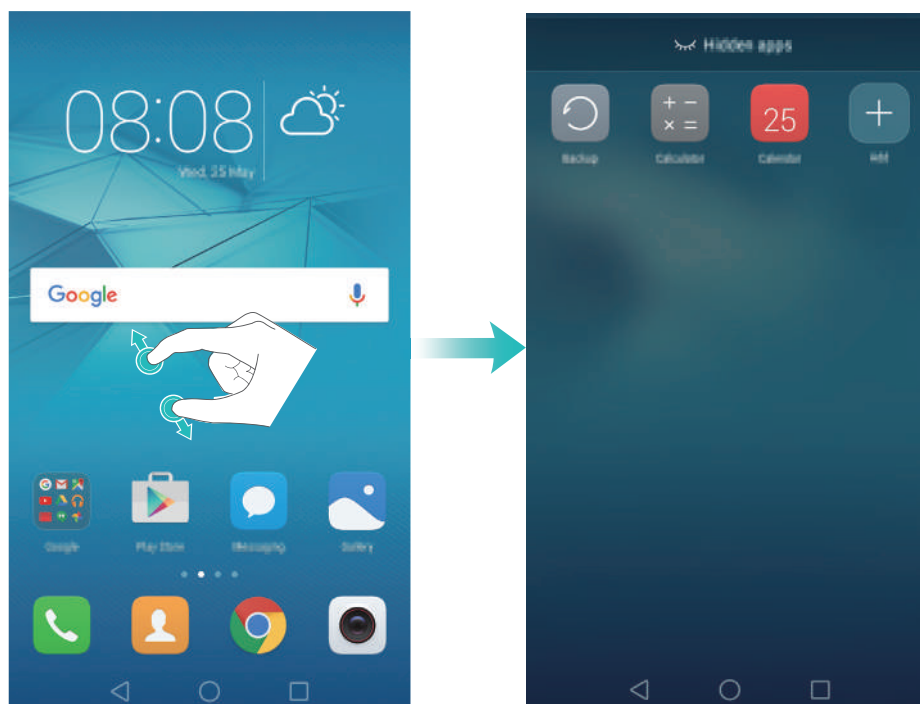 08:08
Wed, 25 May
Google
Google
Play Store
Messaging
Gallery
Hidden apps
25
Backup
Calculator
Calendar
Add